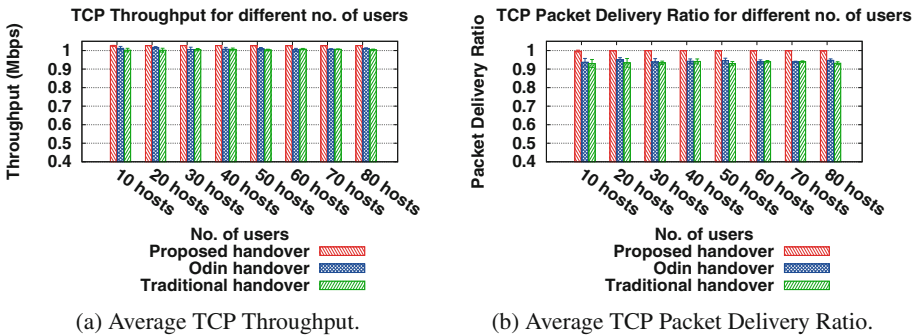 TCP Throughput for different no. of users
Throughput (Mbps)
1
0.9
0.8
0.7
0.6
0.5
0.4
10 hosts
20 hosts
30 hosts
40 hosts
50 hosts
60 hosts
70 hosts
80 hosts
No. of users
Proposed handover
Odin handover
Traditional handover
(a) Average TCP Throughput.
TCP Packet Delivery Ratio for different no. of users
Packet Delivery Ratio
1
0.9
0.8
0.7
0.6
0.5
0.4
10 hosts
20 hosts
30 hosts
40 hosts
50 hosts
60 hosts
70 hosts
80 hosts
No. of users
Proposed handover
Odin handover
Traditional handover
(b) Average TCP Packet Delivery Ratio.